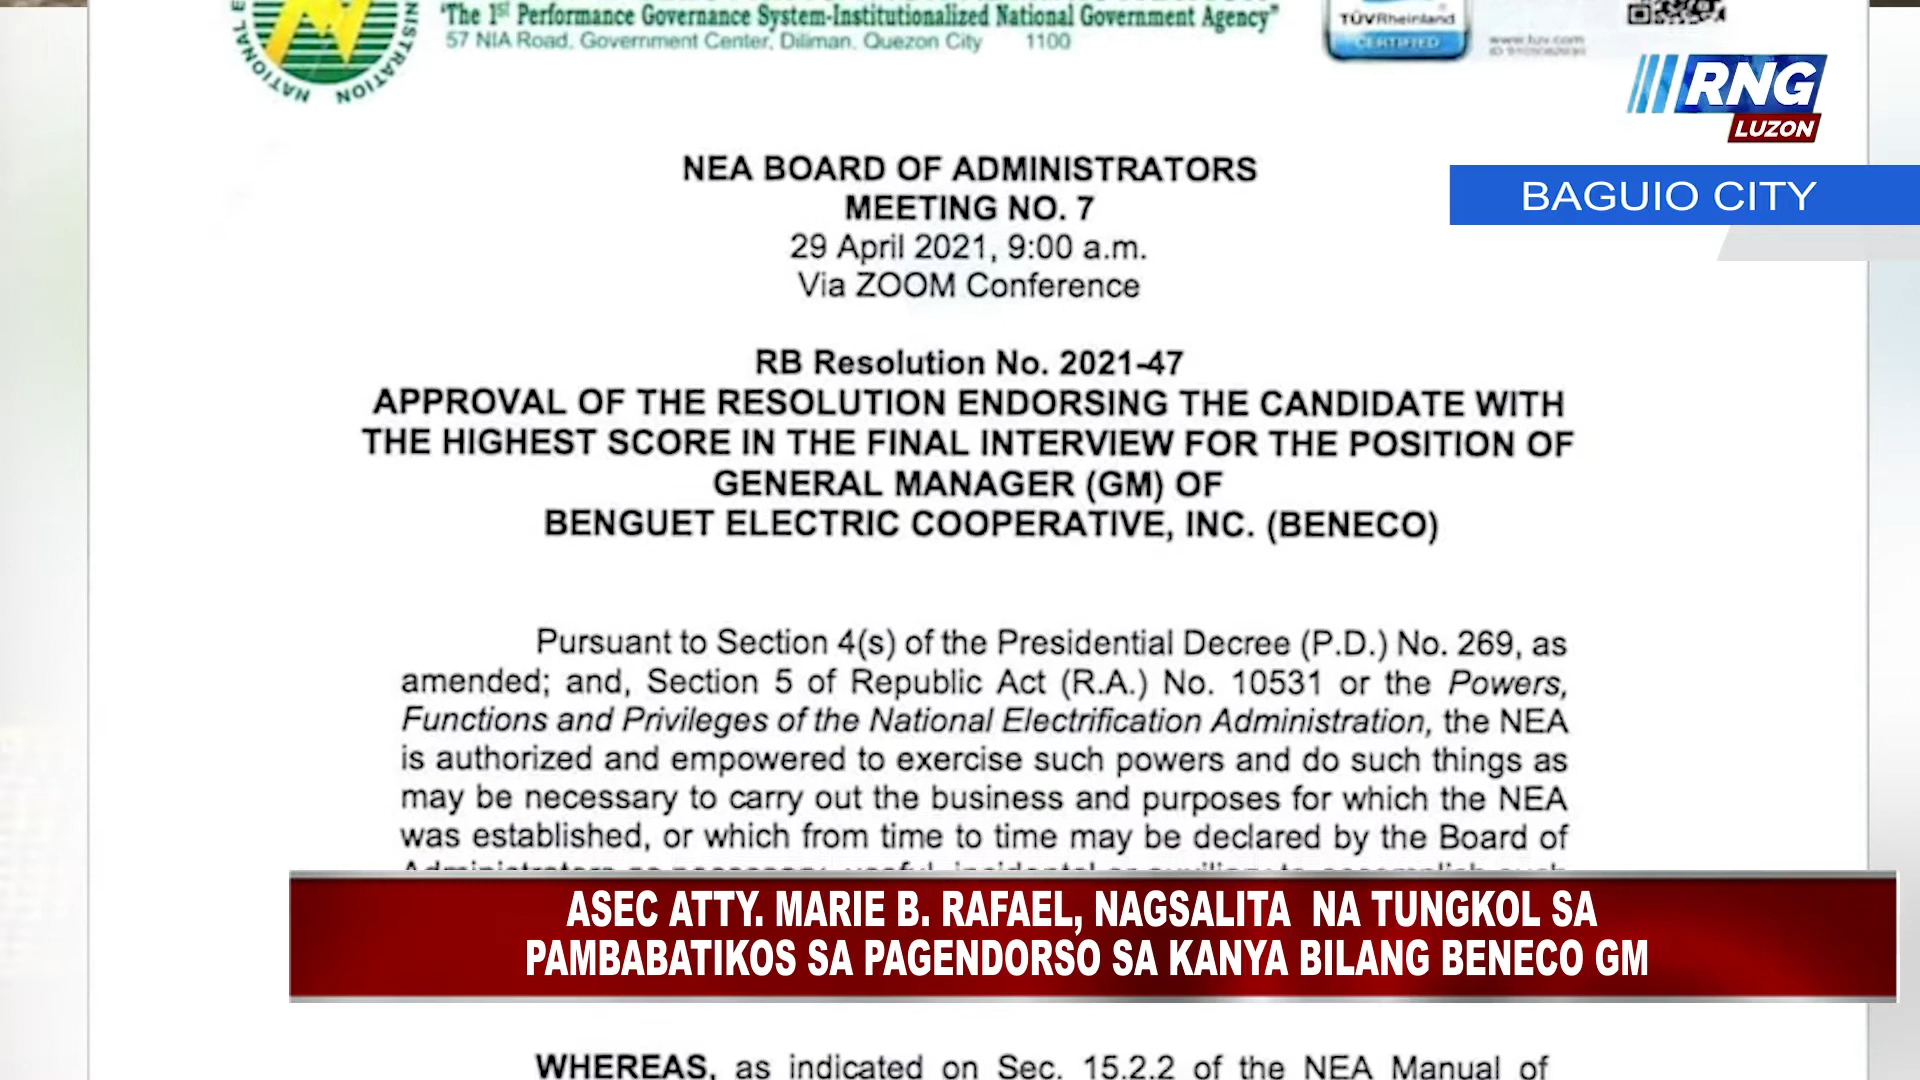 "The 1st Performance Governance System-Institutionalized National Government Agency"
57 NIA Road, Government Center, Diliman, Quezon City 1100
NATIONAL
TÜVRheinland
CERTIFIED
www.tuv.com
RNG
LUZON
BAGUIO CITY
NEA BOARD OF ADMINISTRATORS
MEETING NO. 7
29 April 2021, 9:00 a.m.
Via ZOOM Conference
RB Resolution No. 2021-47
APPROVAL OF THE RESOLUTION ENDORSING THE CANDIDATE WITH
THE HIGHEST SCORE IN THE FINAL INTERVIEW FOR THE POSITION OF
GENERAL MANAGER (GM) OF
BENGUET ELECTRIC COOPERATIVE, INC. (BENECO)
Pursuant to Section 4(s) of the Presidential Decree (P.D.) No. 269, as
amended; and, Section 5 of Republic Act (R.A.) No. 10531 or the Powers,
Functions and Privileges of the National Electrification Administration, the NEA
is authorized and empowered to exercise such powers and do such things as
may be necessary to carry out the business and purposes for which the NEA
was established, or which from time to time may be declared by the Board of
ASEC ATTY. MARIE B. RAFAEL, NAGSALITA NA TUNGKOL SA
PAMBABATIKOS SA PAGENDORSO SA KANYA BILANG BENECO GM
WHEREAS, as indicated on Sec. 15.2.2 of the NEA Manual of